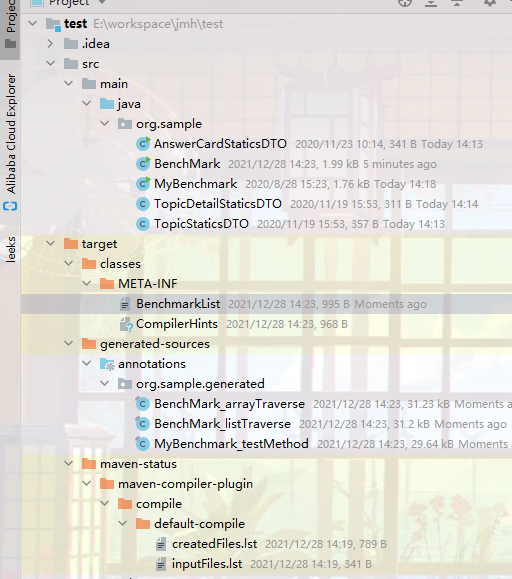 Project
test E:\workspace\jmh\test
.idea
src
main
java
org.sample
AnswerCardStaticsDTO 2020/11/23 10:14, 341 B Today 14:13
BenchMark 2021/12/28 14:23, 1.99 kB 5 minutes ago
MyBenchmark 2020/8/28 15:23, 1.76 kB Today 14:18
TopicDetailStaticsDTO 2020/11/19 15:53, 311 B Today 14:14
TopicStaticsDTO 2020/11/19 15:53, 357 B Today 14:13
target
classes
META-INF
BenchmarkList 2021/12/28 14:23, 995 B Moments ago
CompilerHints 2021/12/28 14:23, 968 B
generated-sources
annotations
org.sample.generated
BenchMark_arrayTraverse 2021/12/28 14:23, 31.23 kB Moments a
BenchMark_listTraverse 2021/12/28 14:23, 31.2 kB Moments ago
MyBenchmark_testMethod 2021/12/28 14:23, 29.64 kB Moments a
maven-status
maven-compiler-plugin
compile
default-compile
createdFiles.lst 2021/12/28 14:19, 789 B
inputFiles.lst 2021/12/28 14:19, 341 B
Project
Alibaba Cloud Explorer
leeks